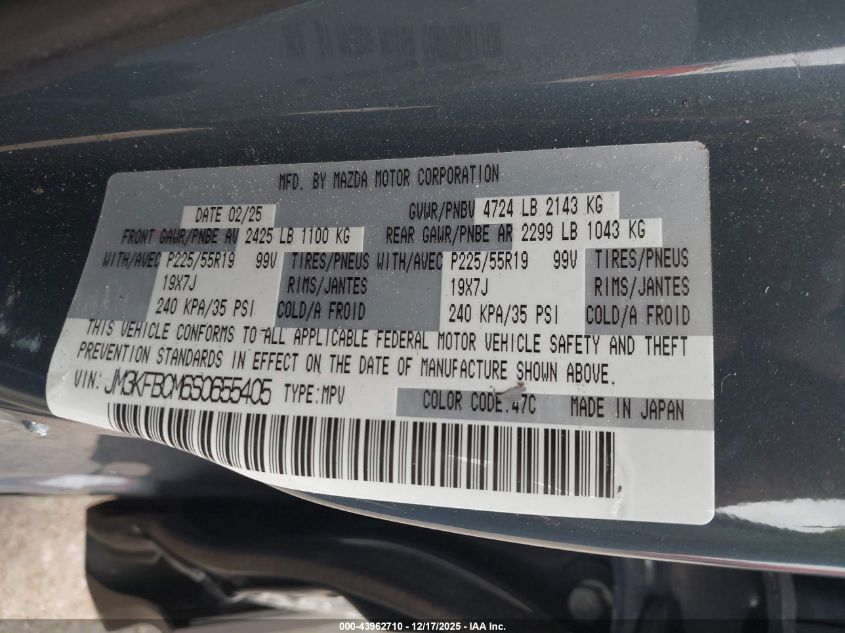 MFD. BY MAZDA MOTOR CORPORATION
DATE 02/25 GVWR/PNBV 4724 LB 2143 KG
FRONT GAWR/PNBE AV 2425 LB 1100 KG REAR GAWR/PNBE AR 2299 LB 1043 KG
WITH/AVEC P225/55R19 99V TIRES/PNEUS WITH/AVEC P225/55R19 99V TIRES/PNEUS
19X7J RIMS/JANTES 19X7J RIMS/JANTES
240 KPA/35 PSI COLD/A FROID 240 KPA/35 PSI COLD/A FROID
THIS VEHICLE CONFORMS TO ALL APPLICABLE FEDERAL MOTOR VEHICLE SAFETY AND THEFT
PREVENTION STANDARDS IN EFFECT ON THE DATE OF MANUFACTURE SHOWN ABOVE.
VIN: JM3KFBCM6S0655405 TYPE:MPV COLOR CODE:47C MADE IN JAPAN
000-43962710 - 12/17/2025 - IAA Inc.